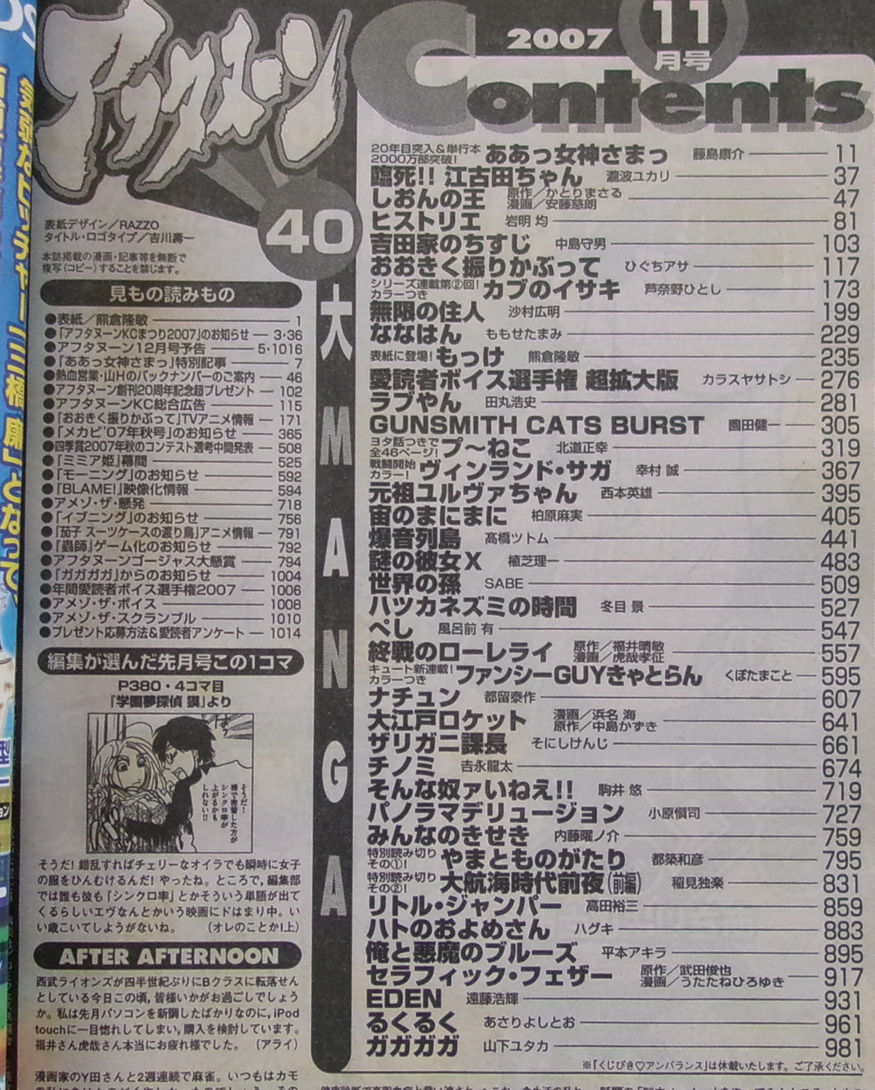 アフタヌーン
Contents
2007
11
月号
表紙デザイン／RAZZO
タイトル・ロゴタイプ／吉川壽一
本誌掲載の漫画・記事等を無断で
複写（コピー）することを禁じます。
見もの読みもの
●表紙／熊倉隆敏 1
●「アフタヌーンKCまつり2007」のお知らせ 3・36
●アフタヌーン12月号予告 5・1016
●「ああっ女神さまっ」特別記事 7
●熱血営業・山Hのバックナンバーのご案内 46
●アフタヌーン創刊20周年記念超プレゼント 102
●アフタヌーンKC総合広告 115
●「おおきく振りかぶって」TVアニメ情報 171
●「メカビ'07年秋号」のお知らせ 365
●四季賞2007年秋のコンテスト選考中間発表 508
●「ミミア姫」幕間 525
●「モーニング」のお知らせ 592
●「BLAME!」映像化情報 594
●アメゾ・ザ・懸発 718
●「イブニング」のお知らせ 756
●「茄子 スーツケースの渡り鳥」アニメ情報 791
●「蟲師」ゲーム化のお知らせ 792
●アフタヌーンゴージャス大懸賞 794
●「ガガガガ」からのお知らせ 1004
●年間愛読者ボイス選手権2007 1006
●アメゾ・ザ・ボイス 1008
●アメゾ・ザ・スクランブル 1010
●プレゼント応募方法＆愛読者アンケート 1014
編集が選んだ先月号この1コマ
P380・4コマ目
『学園夢探偵 獏』より
そうだ！
裸で密着した方が
シンクロ率が
上がるかも
しれない!!
そうだ！ 錯乱すればチェリーなオイラでも瞬時に女子
の服をひんむけるんだ！ やったね。ところで、編集部
では誰も彼も「シンクロ率」とかそういう単語が出て
くるらしいエヴなんとかいう映画にドはまり中。い
い歳こいてしょうがないね。 （オレのことか！上）
AFTER AFTERNOON
西武ライオンズが四半世紀ぶりにBクラスに転落せん
としている今日この頃、皆様いかがお過ごしでしょう
か。私は先月パソコンを新調したばかりなのに、iPod
touchに一目惚れしてしまい、購入を検討しています。
福井さん虎哉さん本当にお疲れ様でした。 （アライ）
漫画家のY田さんと2週連続で麻雀。いつもはカモ
40
大MANGA
20年目突入＆単行本
2000万部突破！ ああっ女神さまっ 藤島康介 11
臨死!! 江古田ちゃん 瀧波ユカリ 37
しおんの王 原作／かとりまさる 漫画／安藤慈朗 47
ヒストリエ 岩明 均 81
吉田家のちすじ 中島守男 103
おおきく振りかぶって ひぐちアサ 117
シリーズ連載第②回！
カラーつき カブのイサキ 芦奈野ひとし 173
無限の住人 沙村広明 199
ななはん ももせたまみ 229
表紙に登場！ もっけ 熊倉隆敏 235
愛読者ボイス選手権 超拡大版 カラスヤサトシ 276
ラブやん 田丸浩史 281
GUNSMITH CATS BURST 園田健一 305
ヨタ話つきで
全46ページ！ プ〜ねこ 北道正幸 319
戦闘開始
カラー！ ヴィンランド・サガ 幸村 誠 367
元祖ユルヴァちゃん 西本英雄 395
宙のまにまに 柏原麻実 405
爆音列島 髙橋ツトム 441
謎の彼女X 植芝理一 483
世界の孫 SABE 509
ハツカネズミの時間 冬目 景 527
ぺし 風呂前 有 547
終戦のローレライ 原作／福井晴敏 漫画／虎哉孝征 557
キュート新連載！
カラーつき ファンシーGUYきゃとらん くぼたまこと 595
ナチュン 都留泰作 607
大江戸ロケット 漫画／浜名 海 原作／中島かずき 641
ザリガニ課長 そにしけんじ 661
チノミ 吉永龍太 674
そんな奴ァいねえ!! 駒井 悠 719
パノラマデリュージョン 小原愼司 727
みんなのきせき 内藤曜ノ介 759
特別読み切り
その①！ やまとものがたり 都築和彦 795
特別読み切り
その②！ 大航海時代前夜（前編） 稲見独楽 831
リトル・ジャンパー 高田裕三 859
ハトのおよめさん ハグキ 883
俺と悪魔のブルーズ 平本アキラ 895
セラフィック・フェザー 原作／武田俊也 漫画／うたたねひろゆき 917
EDEN 遠藤浩輝 931
るくるく あさりよしとお 961
ガガガガ 山下ユタカ 981
※「くじびき♡アンバランス」は休載いたします。ご了承ください。